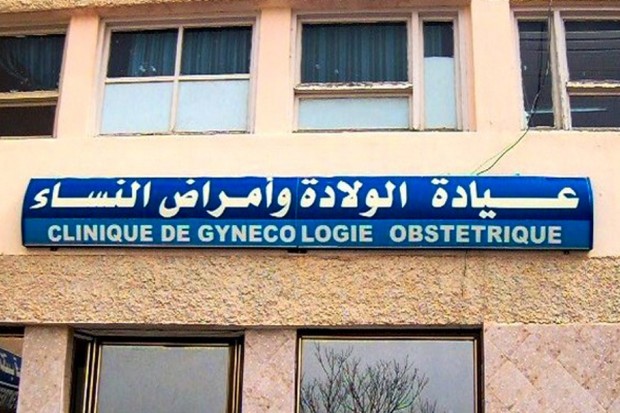 عيادة الولادة وأمراض النساء
CLINIQUE DE GYNECOLOGIE OBSTETRIQUE